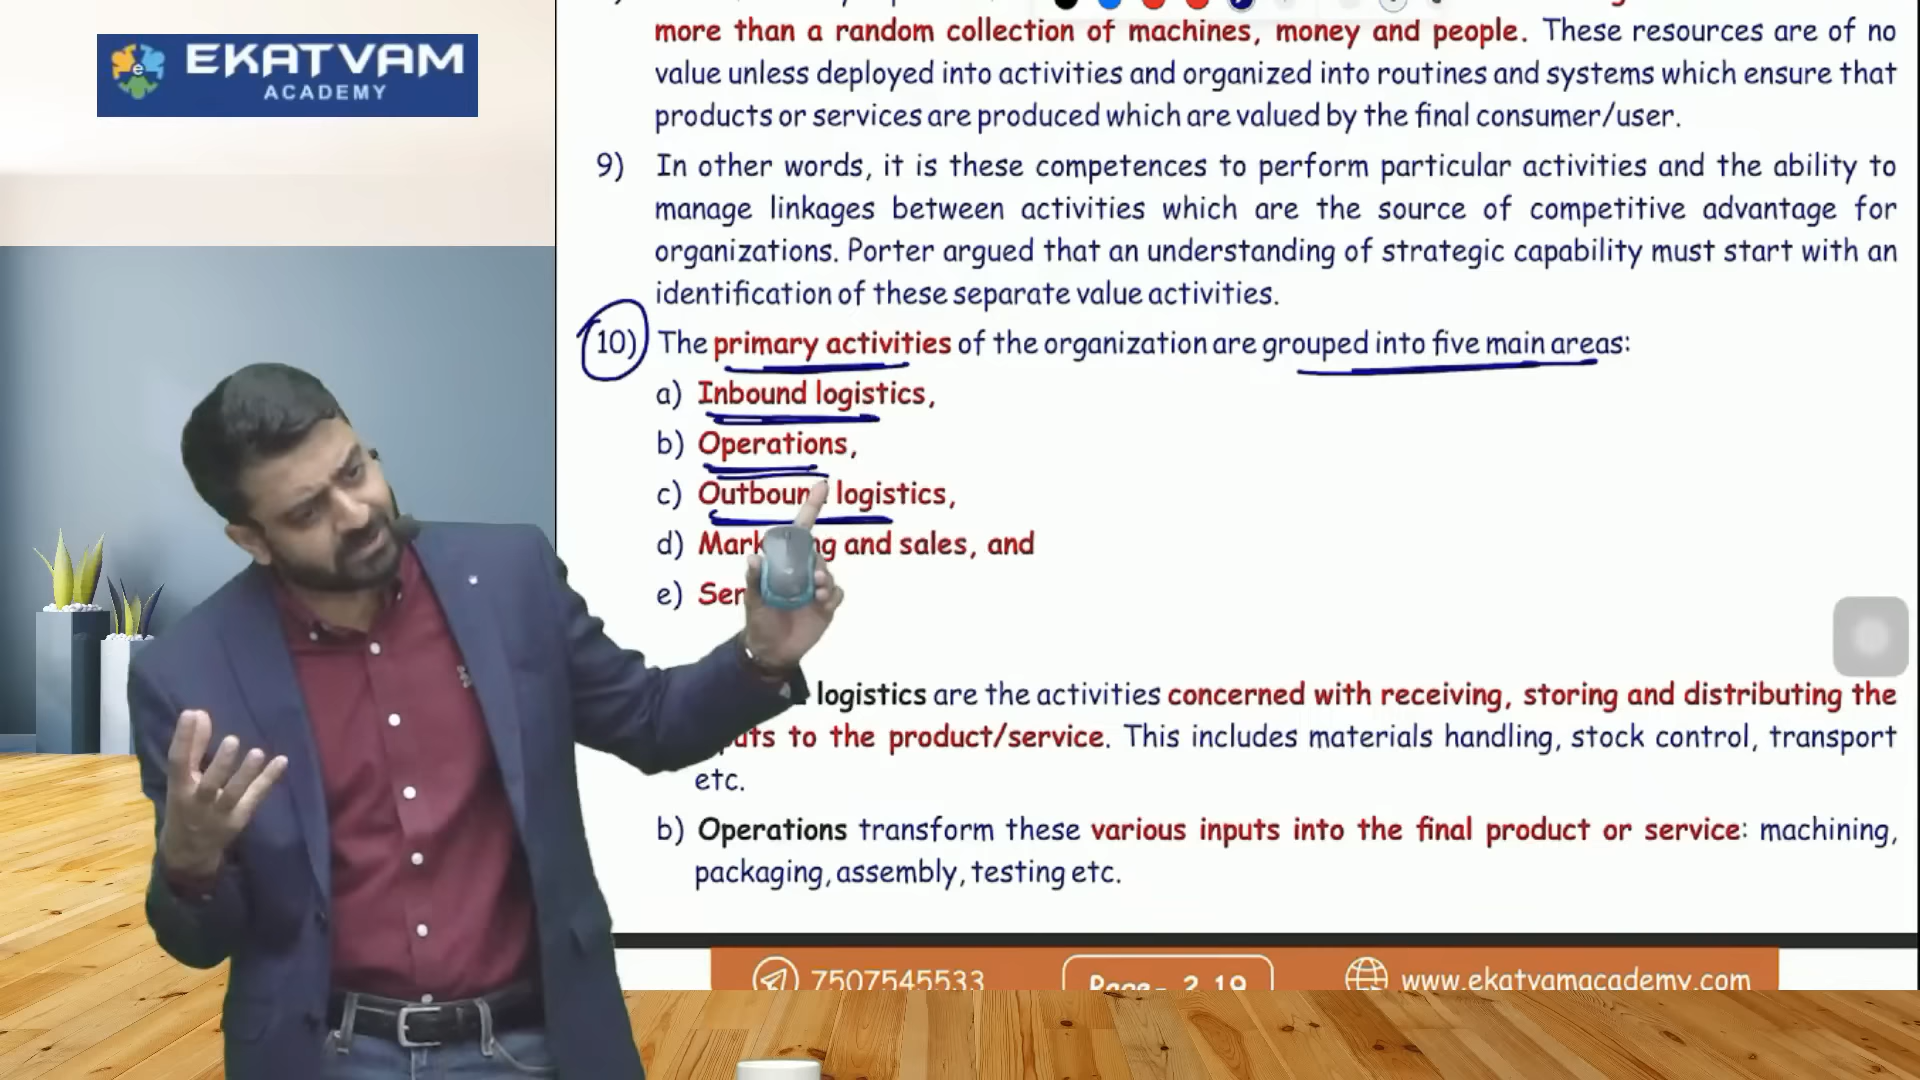 EKATVAM
ACADEMY
more than a random collection of machines, money and people. These resources are of no
value unless deployed into activities and organized into routines and systems which ensure that
products or services are produced which are valued by the final consumer/user.
9) In other words, it is these competences to perform particular activities and the ability to
manage linkages between activities which are the source of competitive advantage for
organizations. Porter argued that an understanding of strategic capability must start with an
identification of these separate value activities.
10) The primary activities of the organization are grouped into five main areas:
a) Inbound logistics,
b) Operations,
c) Outbound logistics,
d) Marketing and sales, and
e) Ser
logistics are the activities concerned with receiving, storing and distributing the
to the product/service. This includes materials handling, stock control, transport
etc.
b) Operations transform these various inputs into the final product or service: machining,
packaging, assembly, testing etc.
7507545533
Page - 2.19
www.ekatvamacademy.com